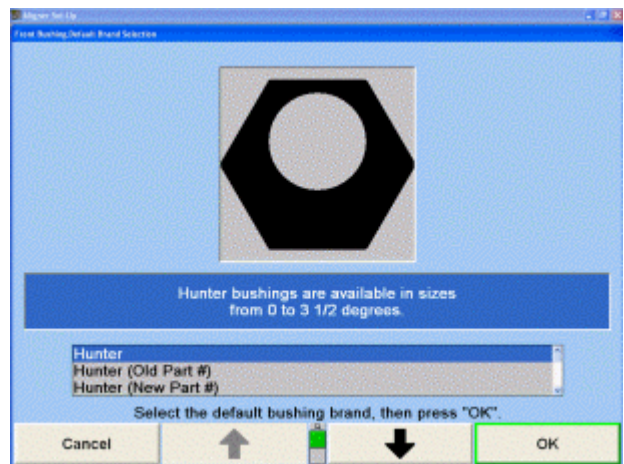 Aligner Set-Up
Front Bushing Default Brand Selection
Hunter bushings are available in sizes
from 0 to 3 1/2 degrees.
Hunter
Hunter (Old Part #)
Hunter (New Part #)
Select the default bushing brand, then press "OK".
Cancel
OK